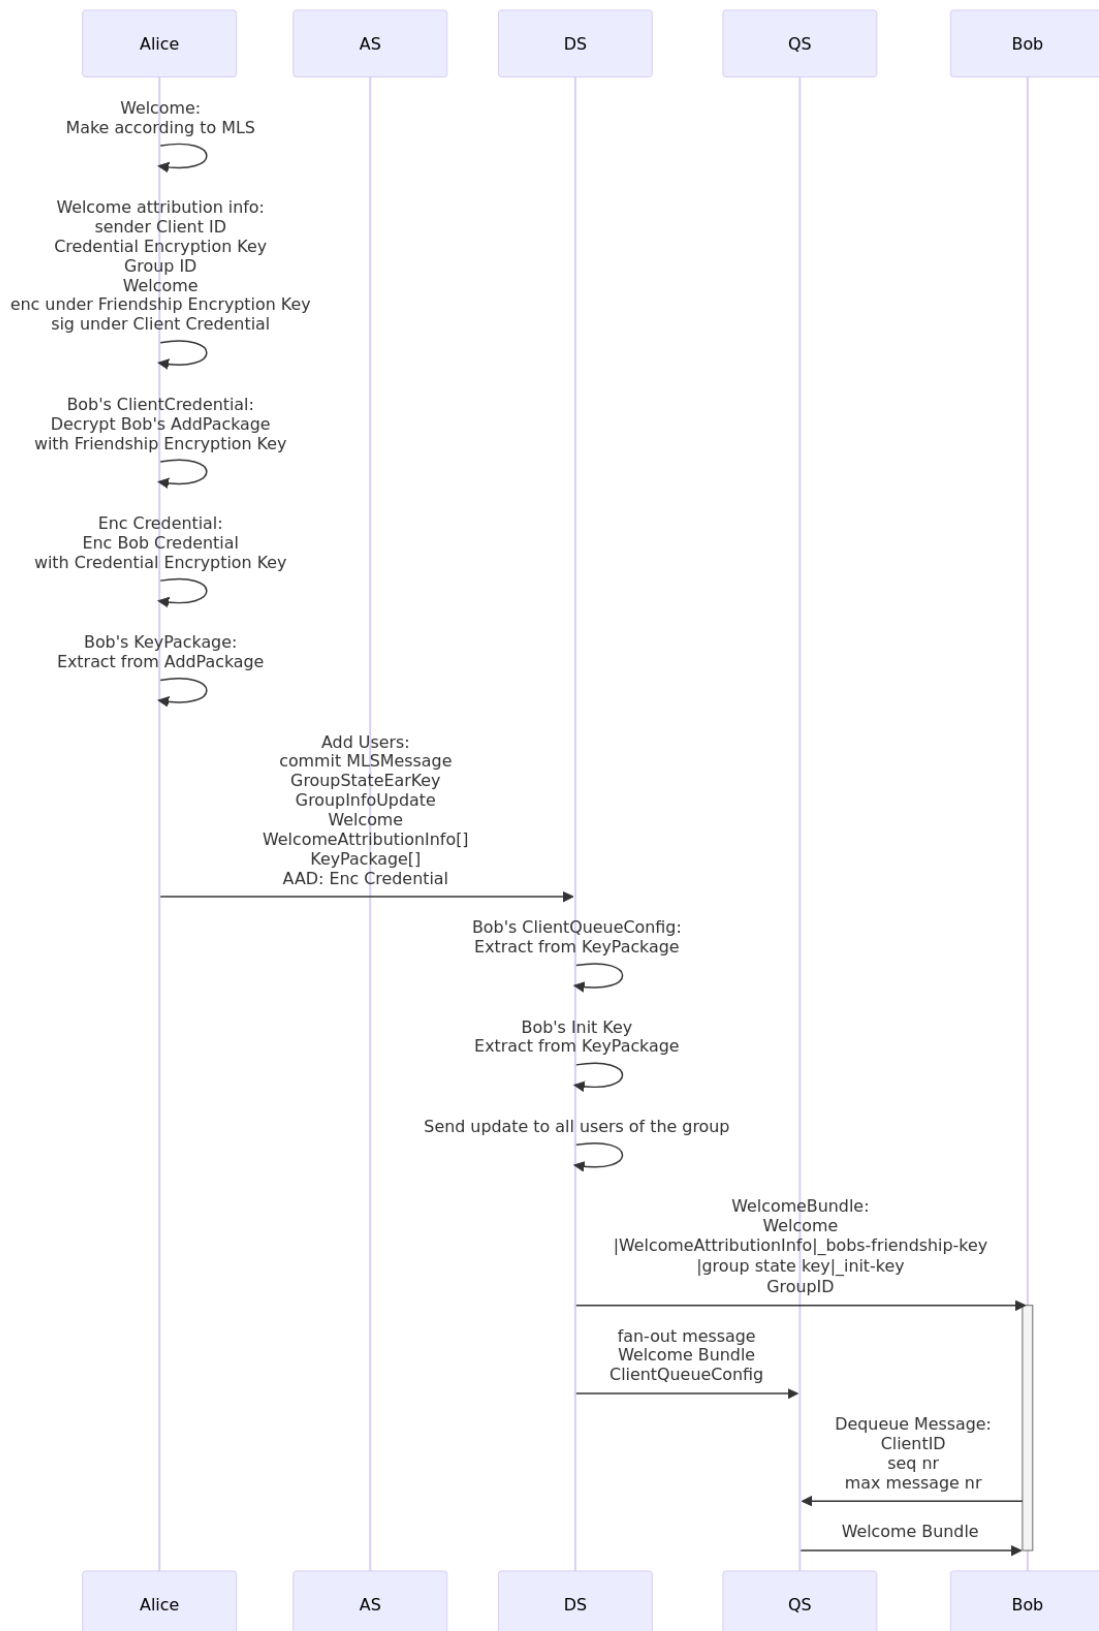 Alice
AS
DS
QS
Bob
Welcome:
Make according to MLS
Welcome attribution info:
sender Client ID
Credential Encryption Key
Group ID
Welcome
enc under Friendship Encryption Key
sig under Client Credential
Bob's ClientCredential:
Decrypt Bob's AddPackage
with Friendship Encryption Key
Enc Credential:
Enc Bob Credential
with Credential Encryption Key
Bob's KeyPackage:
Extract from AddPackage
Add Users:
commit MLSMessage
GroupStateEarKey
GroupInfoUpdate
Welcome
WelcomeAttributionInfo[]
KeyPackage[]
AAD: Enc Credential
Bob's ClientQueueConfig:
Extract from KeyPackage
Bob's Init Key
Extract from KeyPackage
Send update to all users of the group
WelcomeBundle:
Welcome
|WelcomeAttributionInfo|_bobs-friendship-key
|group state key|_init-key
GroupID
fan-out message
Welcome Bundle
ClientQueueConfig
Dequeue Message:
ClientID
seq nr
max message nr
Welcome Bundle
Alice
AS
DS
QS
Bob